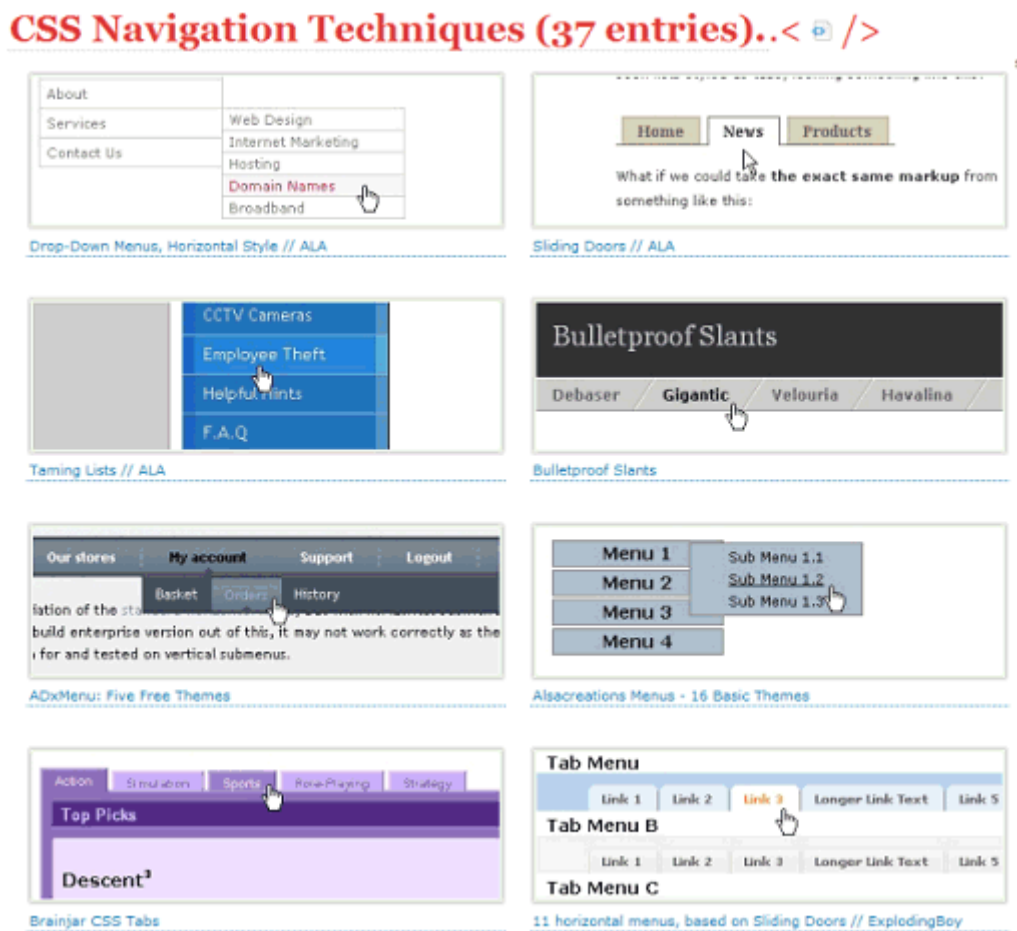 CSS Navigation Techniques (37 entries)..< />
About
Services
Contact Us
Web Design
Internet Marketing
Hosting
Domain Names
Broadband
Drop-Down Menus, Horizontal Style // ALA
Home News Products
What if we could take the exact same markup from
something like this:
Sliding Doors // ALA
CCTV Cameras
Employee Theft
Helpful Hints
F.A.Q
Taming Lists // ALA
Bulletproof Slants
Debaser Gigantic Velouria Havalina
Bulletproof Slants
Our stores My account Support Logout
Basket Orders History
iation of the
build enterprise version out of this, it may not work correctly as the
for and tested on vertical submenus.
ADxMenu: Five Free Themes
Menu 1
Menu 2
Menu 3
Menu 4
Sub Menu 1.1
Sub Menu 1.2
Sub Menu 1.3
Alsacreations Menus - 16 Basic Themes
Action Simulation Sports Role-Playing Strategy
Top Picks
Descent³
Brainjar CSS Tabs
Tab Menu
Link 1 Link 2 Link 3 Longer Link Text Link 5
Tab Menu B
Link 1 Link 2 Link 3 Longer Link Text Link 5
Tab Menu C
11 horizontal menus, based on Sliding Doors // ExplodingBoy